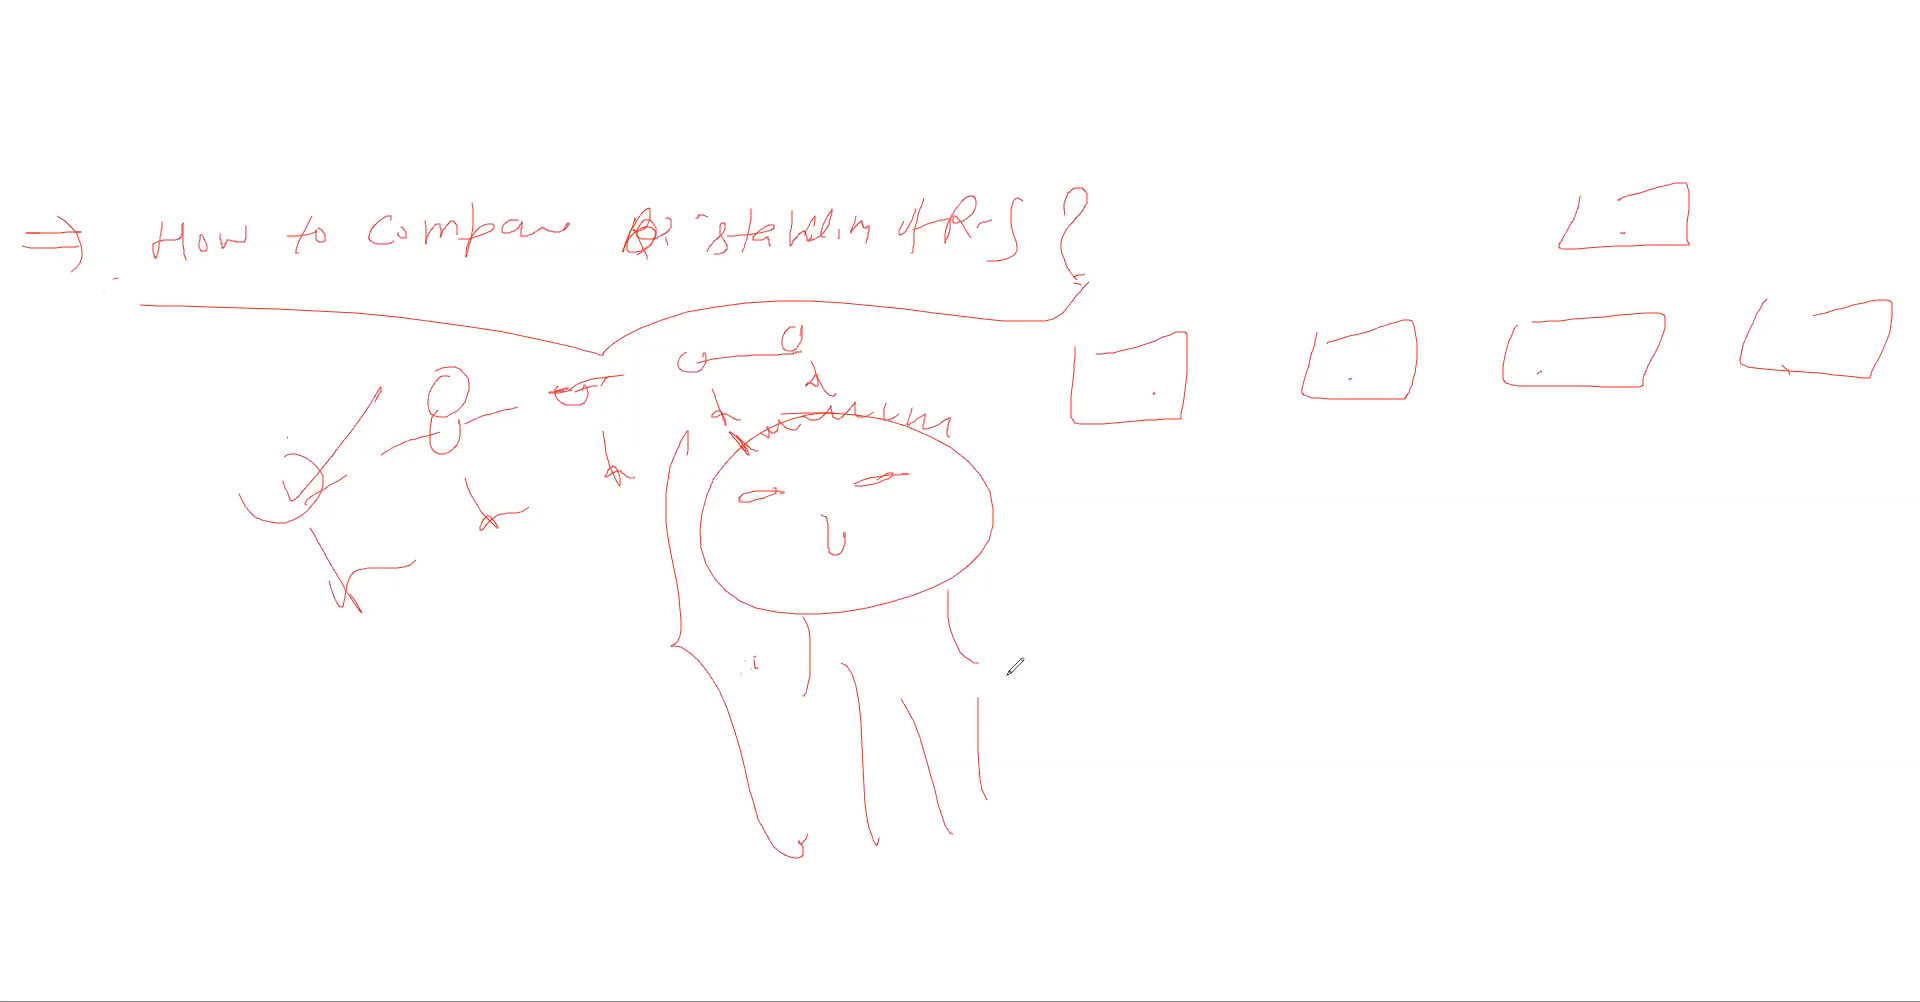 ⇒ How to compare stability of R-S ?